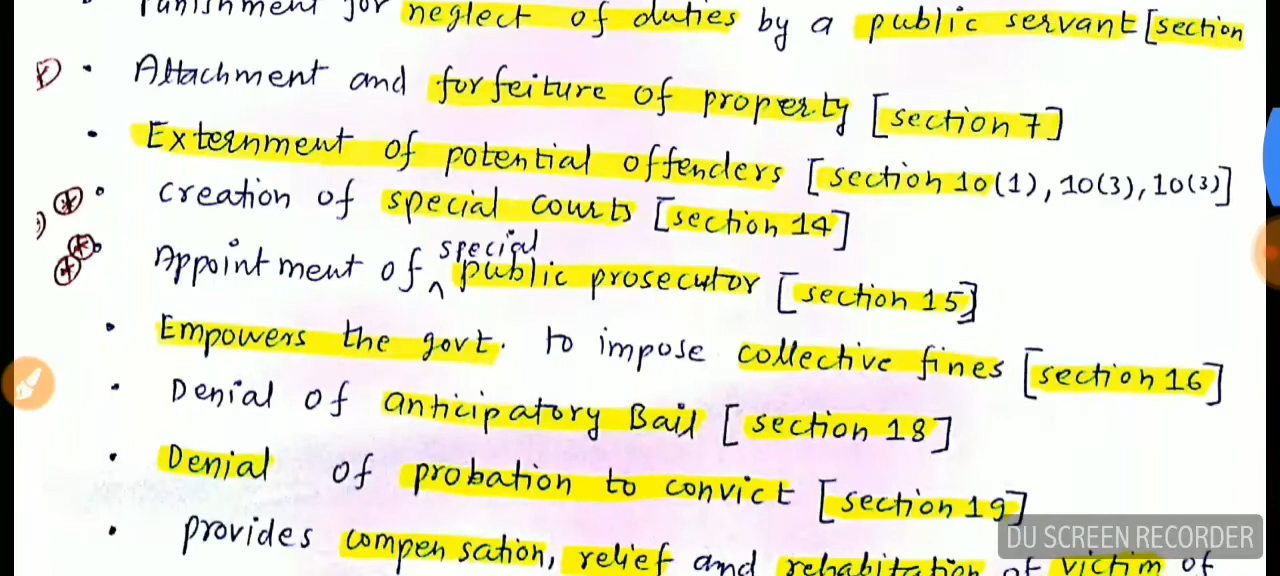 Punishment for neglect of duties by a public servant [section
Attachment and forfeiture of property [section 7]
Externment of potential offenders [section 10(1), 10(3), 10(3)]
Creation of special courts [section 14]
Appointment of ^ special public prosecutor [section 15]
Empowers the govt. to impose collective fines [section 16]
Denial of anticipatory Bail [section 18]
Denial of probation to convict [section 19]
provides compensation, relief and rehabitation of victim of
DU SCREEN RECORDER